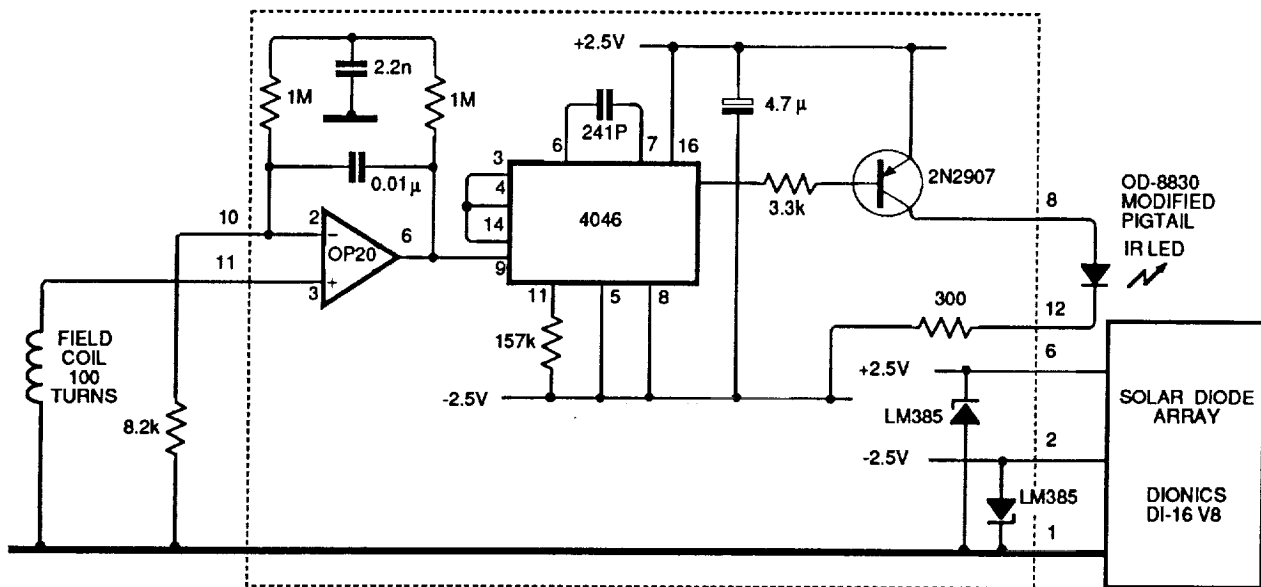 +2.5V
2.2n
1M
1M
4.7 µ
241P
6
7
16
3
4
14
9
0.01 µ
2N2907
OD-8830
MODIFIED
PIGTAIL
IR LED
8
3.3k
4046
10
2
−
6
OP20
11
+
3
11
5
8
300
12
157k
FIELD
COIL
100
TURNS
6
+2.5V
-2.5V
8.2k
LM385
SOLAR DIODE
ARRAY
2
-2.5V
LM385
DIONICS
DI-16 V8
1